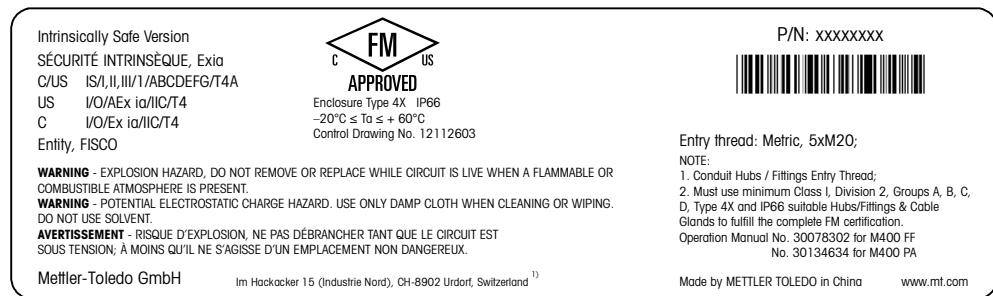 Intrinsically Safe Version
SÉCURITÉ INTRINSÈQUE, Exia
C/US IS/I,II,III/1/ABCDEFG/T4A
US I/O/AEx ia/IIC/T4
C I/O/Ex ia/IIC/T4
Entity, FISCO
FM
C US
APPROVED
Enclosure Type 4X IP66
–20°C ≤ Ta ≤ + 60°C
Control Drawing No. 12112603
WARNING - EXPLOSION HAZARD, DO NOT REMOVE OR REPLACE WHILE CIRCUIT IS LIVE WHEN A FLAMMABLE OR
COMBUSTIBLE ATMOSPHERE IS PRESENT.
WARNING - POTENTIAL ELECTROSTATIC CHARGE HAZARD. USE ONLY DAMP CLOTH WHEN CLEANING OR WIPING.
DO NOT USE SOLVENT.
AVERTISSEMENT - RISQUE D'EXPLOSION, NE PAS DÉBRANCHER TANT QUE LE CIRCUIT EST
SOUS TENSION; À MOINS QU'IL NE S'AGISSE D'UN EMPLACEMENT NON DANGEREUX.
Mettler-Toledo GmbH
Im Hackacker 15 (Industrie Nord), CH-8902 Urdorf, Switzerland 1)
P/N: xxxxxxxx
Entry thread: Metric, 5xM20;
NOTE:
1. Conduit Hubs / Fittings Entry Thread;
2. Must use minimum Class I, Division 2, Groups A, B, C,
D, Type 4X and IP66 suitable Hubs/Fittings & Cable
Glands to fulfill the complete FM certification.
Operation Manual No. 30078302 for M400 FF
No. 30134634 for M400 PA
Made by METTLER TOLEDO in China www.mt.com